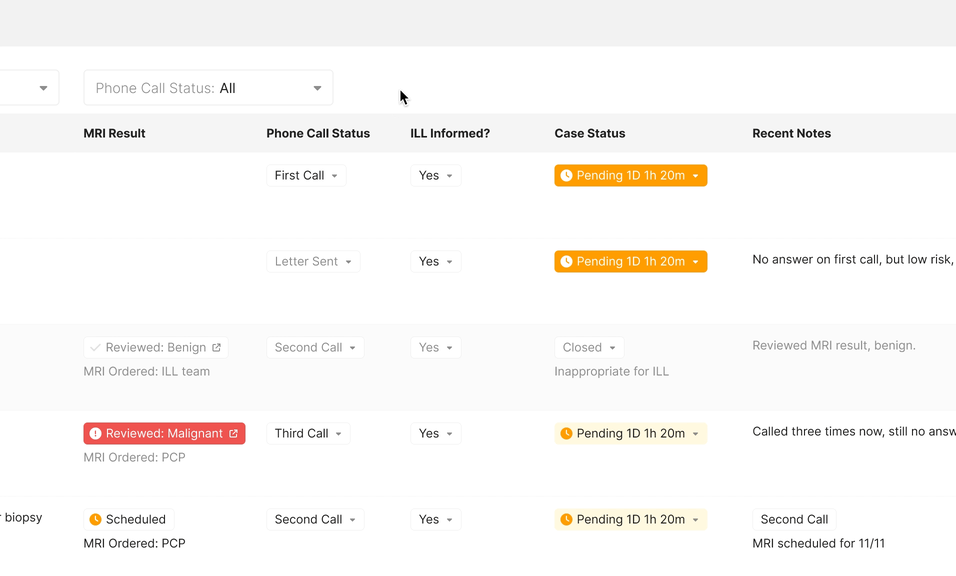 Phone Call Status: All
MRI Result Phone Call Status ILL Informed? Case Status Recent Notes
First Call Yes Pending 1D 1h 20m
Letter Sent Yes Pending 1D 1h 20m No answer on first call, but low risk,
Reviewed: Benign Second Call Yes Closed Reviewed MRI result, benign.
MRI Ordered: ILL team Inappropriate for ILL
Reviewed: Malignant Third Call Yes Pending 1D 1h 20m Called three times now, still no answ
MRI Ordered: PCP
r biopsy Scheduled Second Call Yes Pending 1D 1h 20m Second Call
MRI Ordered: PCP MRI scheduled for 11/11